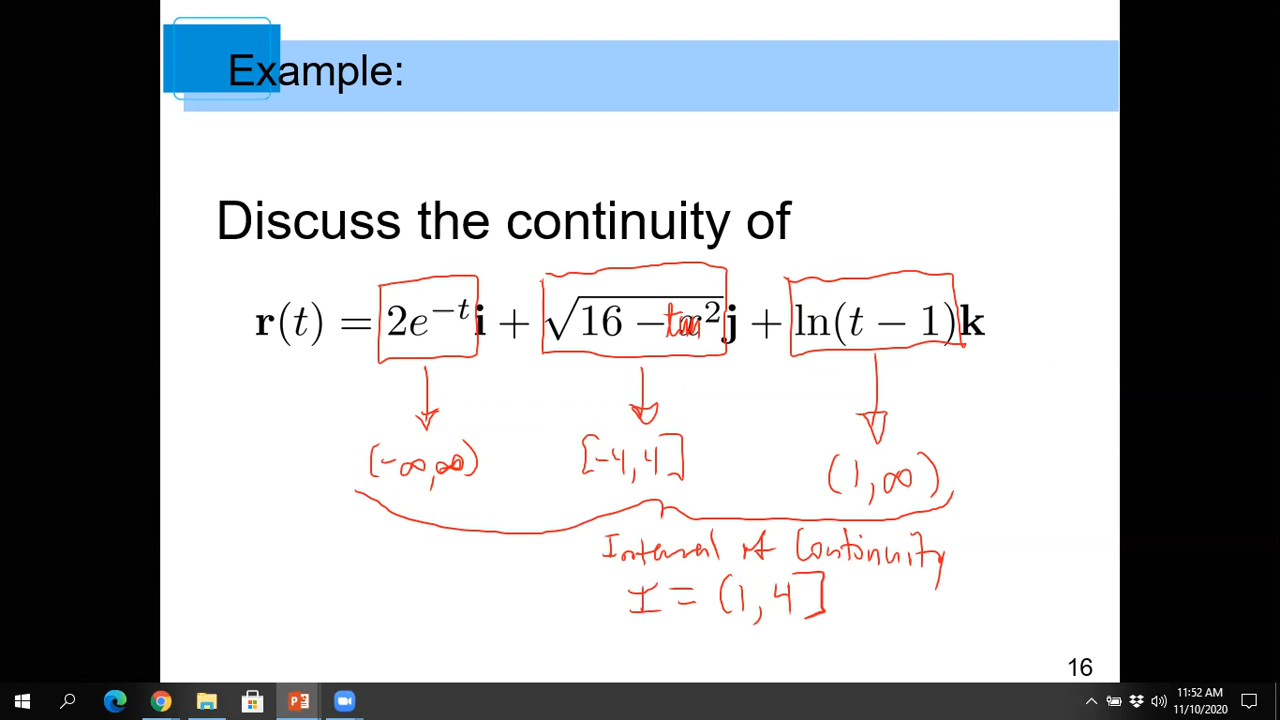 Example:
Discuss the continuity of
r(t) = 2e^{-t}i + √(16 − t^2)j + ln(t − 1)k
(-∞, ∞) [-4, 4] (1, ∞)
Interval of Continuity
I = (1, 4]
16
11:52 AM
11/10/2020